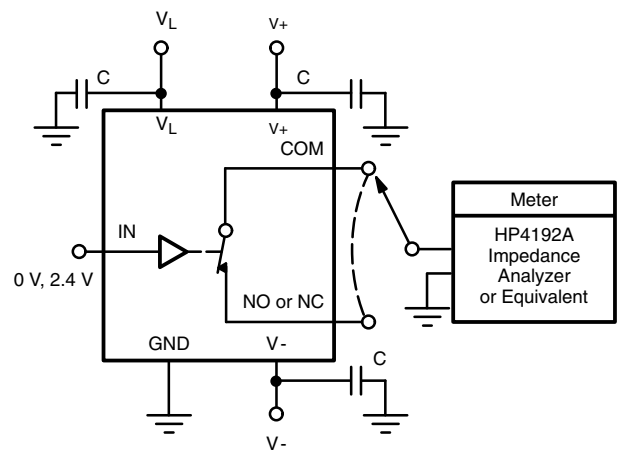 VL
V+
C
C
VL
V+
COM
Meter
HP4192A
Impedance
Analyzer
or Equivalent
IN
0 V, 2.4 V
NO or NC
GND
V-
C
V-